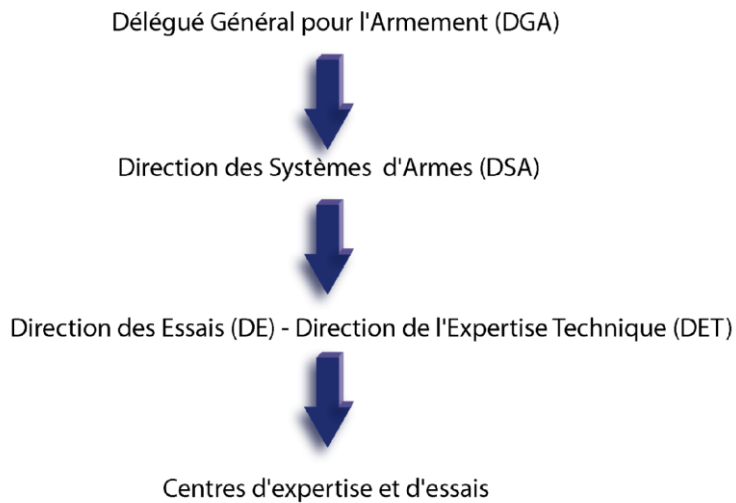 Délégué Général pour l'Armement (DGA)
Direction des Systèmes d'Armes (DSA)
Direction des Essais (DE) - Direction de l'Expertise Technique (DET)
Centres d'expertise et d'essais